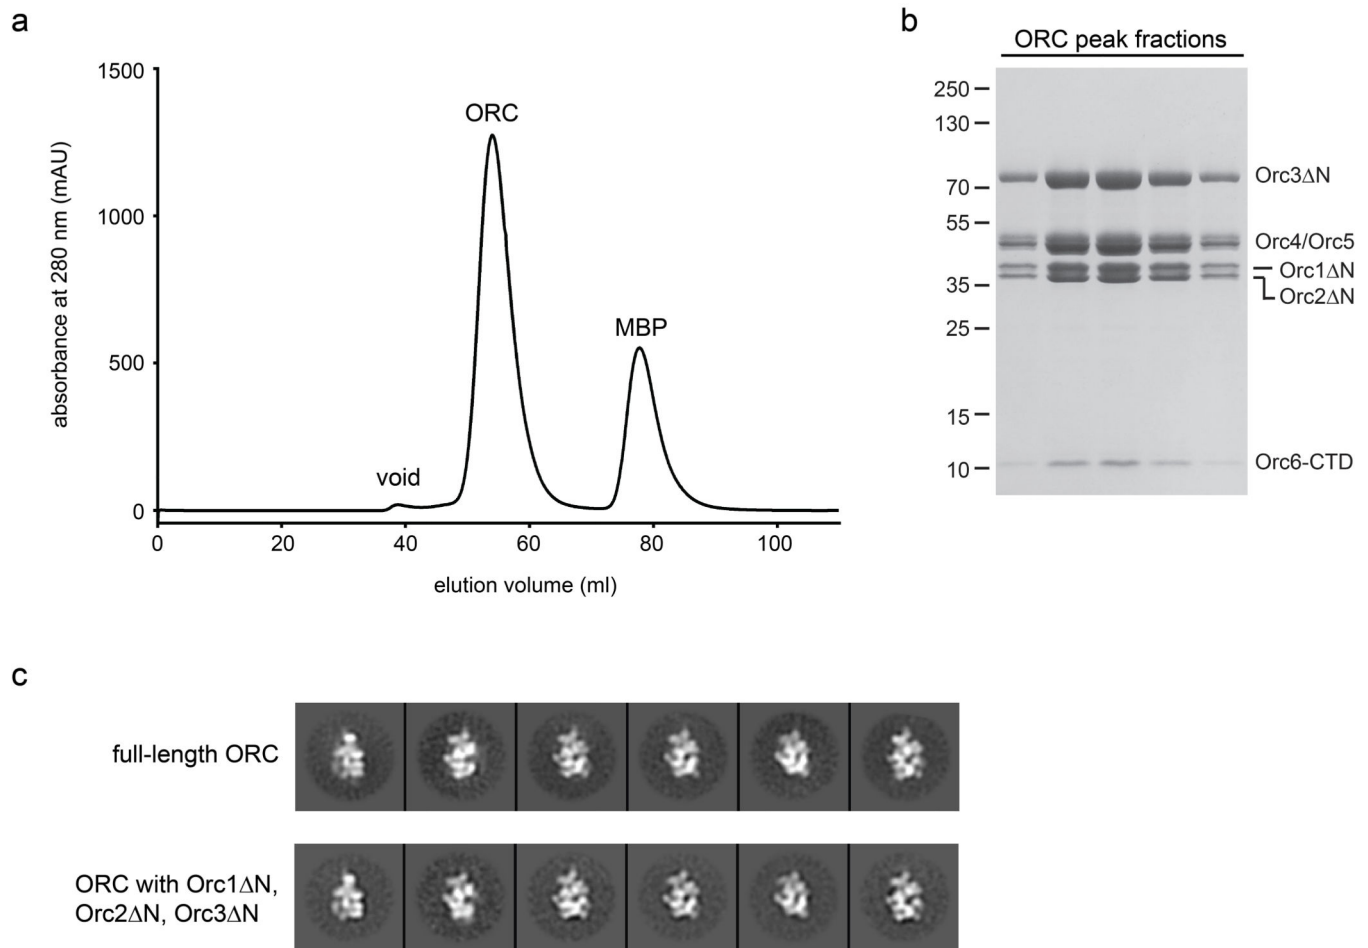 a
1500
1000
500
0
absorbance at 280 nm (mAU)
ORC
MBP
void
0
20
40
60
80
100
elution volume (ml)
b
ORC peak fractions
250
130
70
55
35
25
15
10
Orc3ΔN
Orc4/Orc5
Orc1ΔN
Orc2ΔN
Orc6-CTD
c
full-length ORC
ORC with Orc1ΔN,
Orc2ΔN, Orc3ΔN